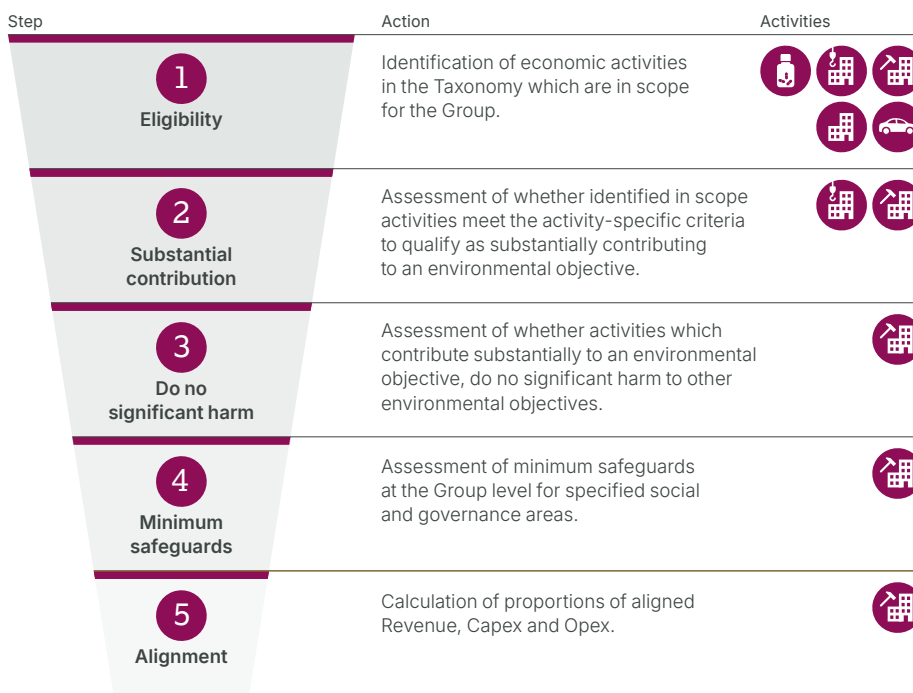 Step Action Activities
1
Eligibility
Identification of economic activities
in the Taxonomy which are in scope
for the Group.
2
Substantial
contribution
Assessment of whether identified in scope
activities meet the activity-specific criteria
to qualify as substantially contributing
to an environmental objective.
3
Do no
significant harm
Assessment of whether activities which
contribute substantially to an environmental
objective, do no significant harm to other
environmental objectives.
4
Minimum
safeguards
Assessment of minimum safeguards
at the Group level for specified social
and governance areas.
5
Alignment
Calculation of proportions of aligned
Revenue, Capex and Opex.